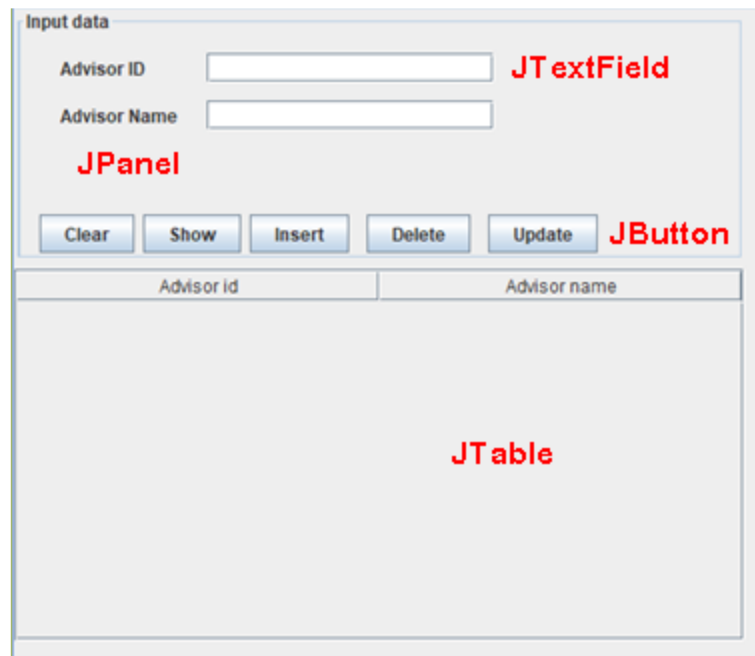 Input data
Advisor ID JTextField
Advisor Name
JPanel
Clear Show Insert Delete Update JButton
Advisor id Advisor name
JTable